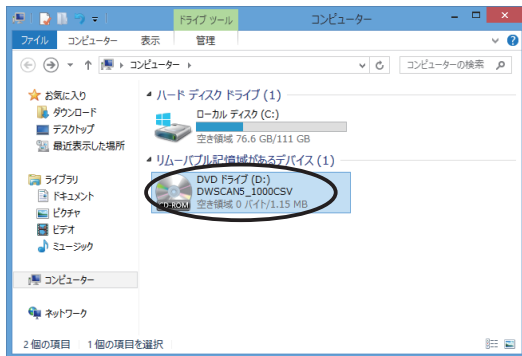 ドライブ ツール
コンピューター
ファイル
コンピューター
表示
管理
コンピューター
コンピューターの検索
お気に入り
ダウンロード
デスクトップ
最近表示した場所
ライブラリ
ドキュメント
ピクチャ
ビデオ
ミュージック
コンピューター
ネットワーク
ハード ディスク ドライブ (1)
ローカル ディスク (C:)
空き領域 76.6 GB/111 GB
リムーバブル記憶域があるデバイス (1)
DVD ドライブ (D:)
DWSCAN5_1000CSV
CD-ROM
空き領域 0 バイト/1.15 MB
2 個の項目
1 個の項目を選択